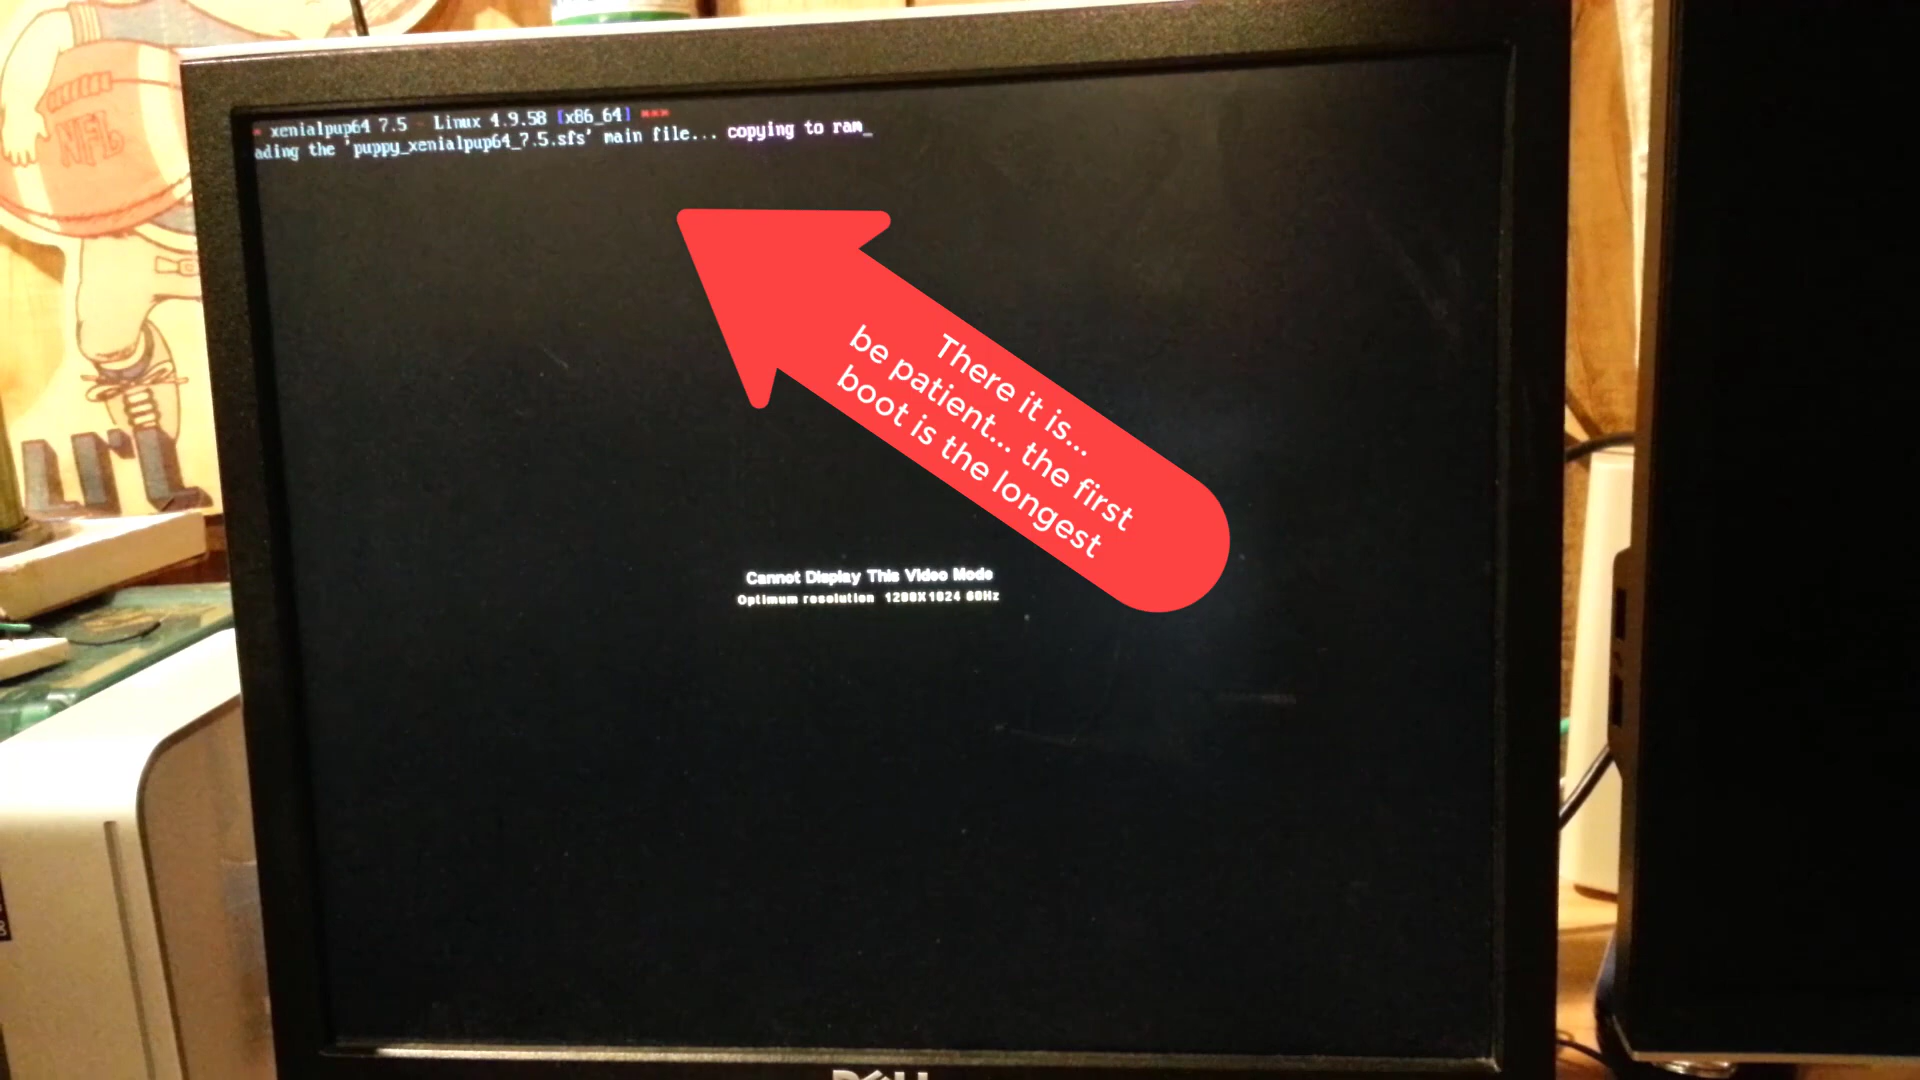 * xenialpup64 7.5 - Linux 4.9.58 [x86_64] ***
ading the 'puppy_xenialpup64_7.5.sfs' main file... copying to ram_
There it is...
be patient... the first
boot is the longest
Cannot Display This Video Mode
Optimum resolution 1280X1024 60Hz
NFL
DELL